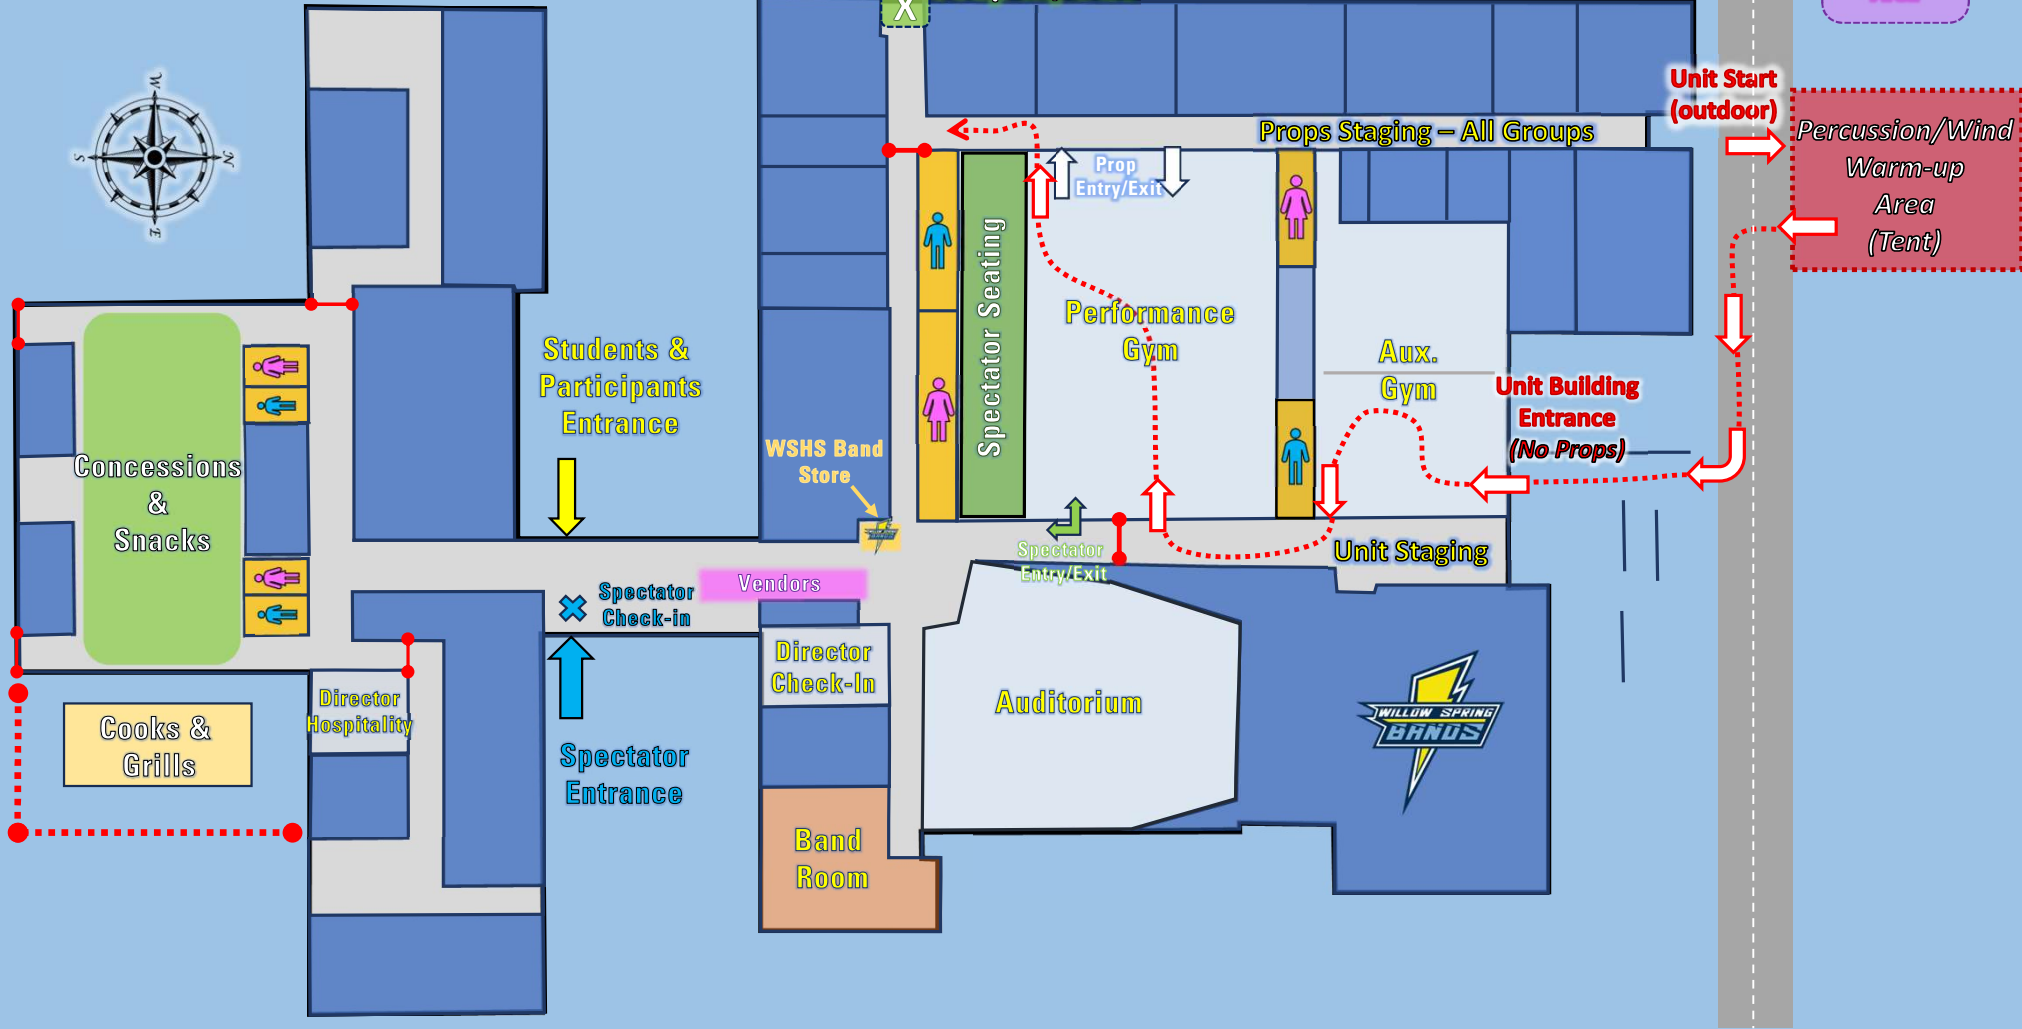 X
Unit Start
(outdoor)
Percussion/Wind
Warm-up
Area
(Tent)
Props Staging – All Groups
Prop
Entry/Exit
W
S
N
E
Spectator Seating
Performance
Gym
Aux.
Gym
Students &
Participants
Entrance
Unit Building
Entrance
(No Props)
WSHS Band
Store
BANDS
Concessions
&
Snacks
Spectator
Entry/Exit
Unit Staging
Vendors
Spectator
Check-in
Director
Check-In
Director
Hospitality
Auditorium
WILLOW SPRING
BANDS
Cooks &
Grills
Spectator
Entrance
Band
Room